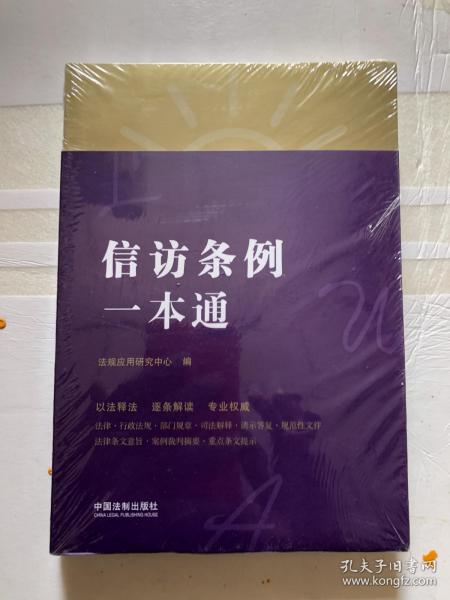 信访条例
一本通
法规应用研究中心 编
以法释法 逐条解读 专业权威
法律·行政法规·部门规章·司法解释·请示答复·规范性文件
法律条文意旨·案例裁判摘要·重点条文提示
中国法制出版社
CHINA LEGAL PUBLISHING HOUSE
孔夫子旧书网
www.kongfz.com